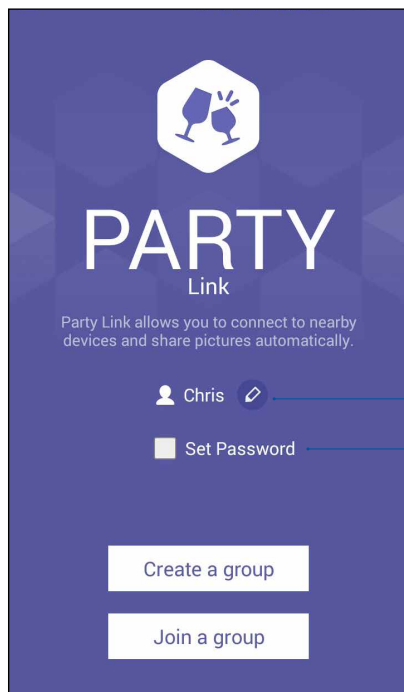 PARTY
Link
Party Link allows you to connect to nearby
devices and share pictures automatically.
Chris
Set Password
Create a group
Join a group